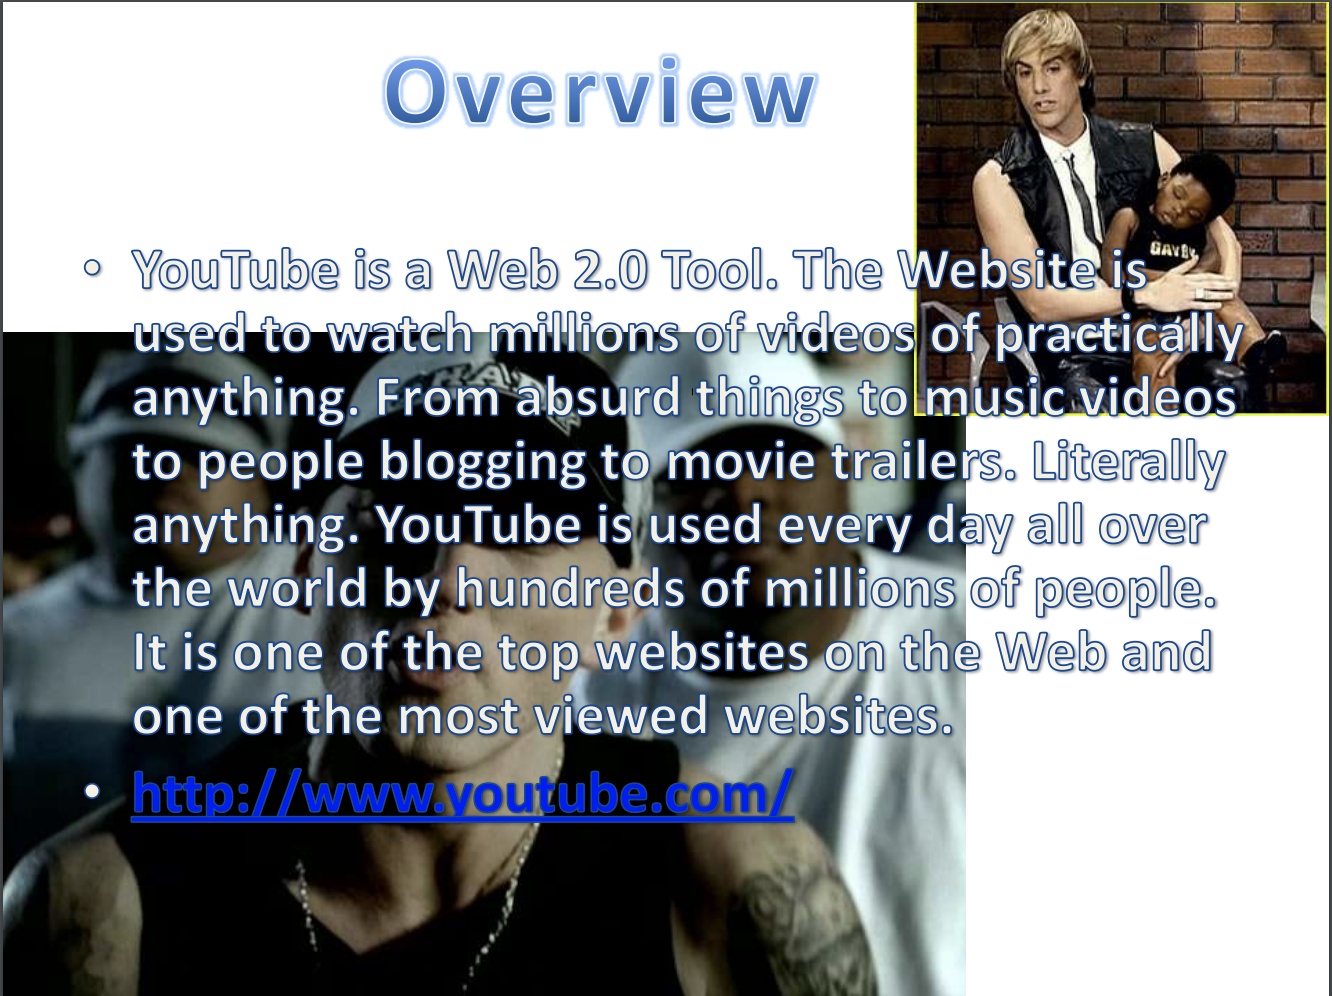 Overview
• YouTube is a Web 2.0 Tool. The Website is
used to watch millions of videos of practically
anything. From absurd things to music videos
to people blogging to movie trailers. Literally
anything. YouTube is used every day all over
the world by hundreds of millions of people.
It is one of the top websites on the Web and
one of the most viewed websites.
• http://www.youtube.com/
GAYBY